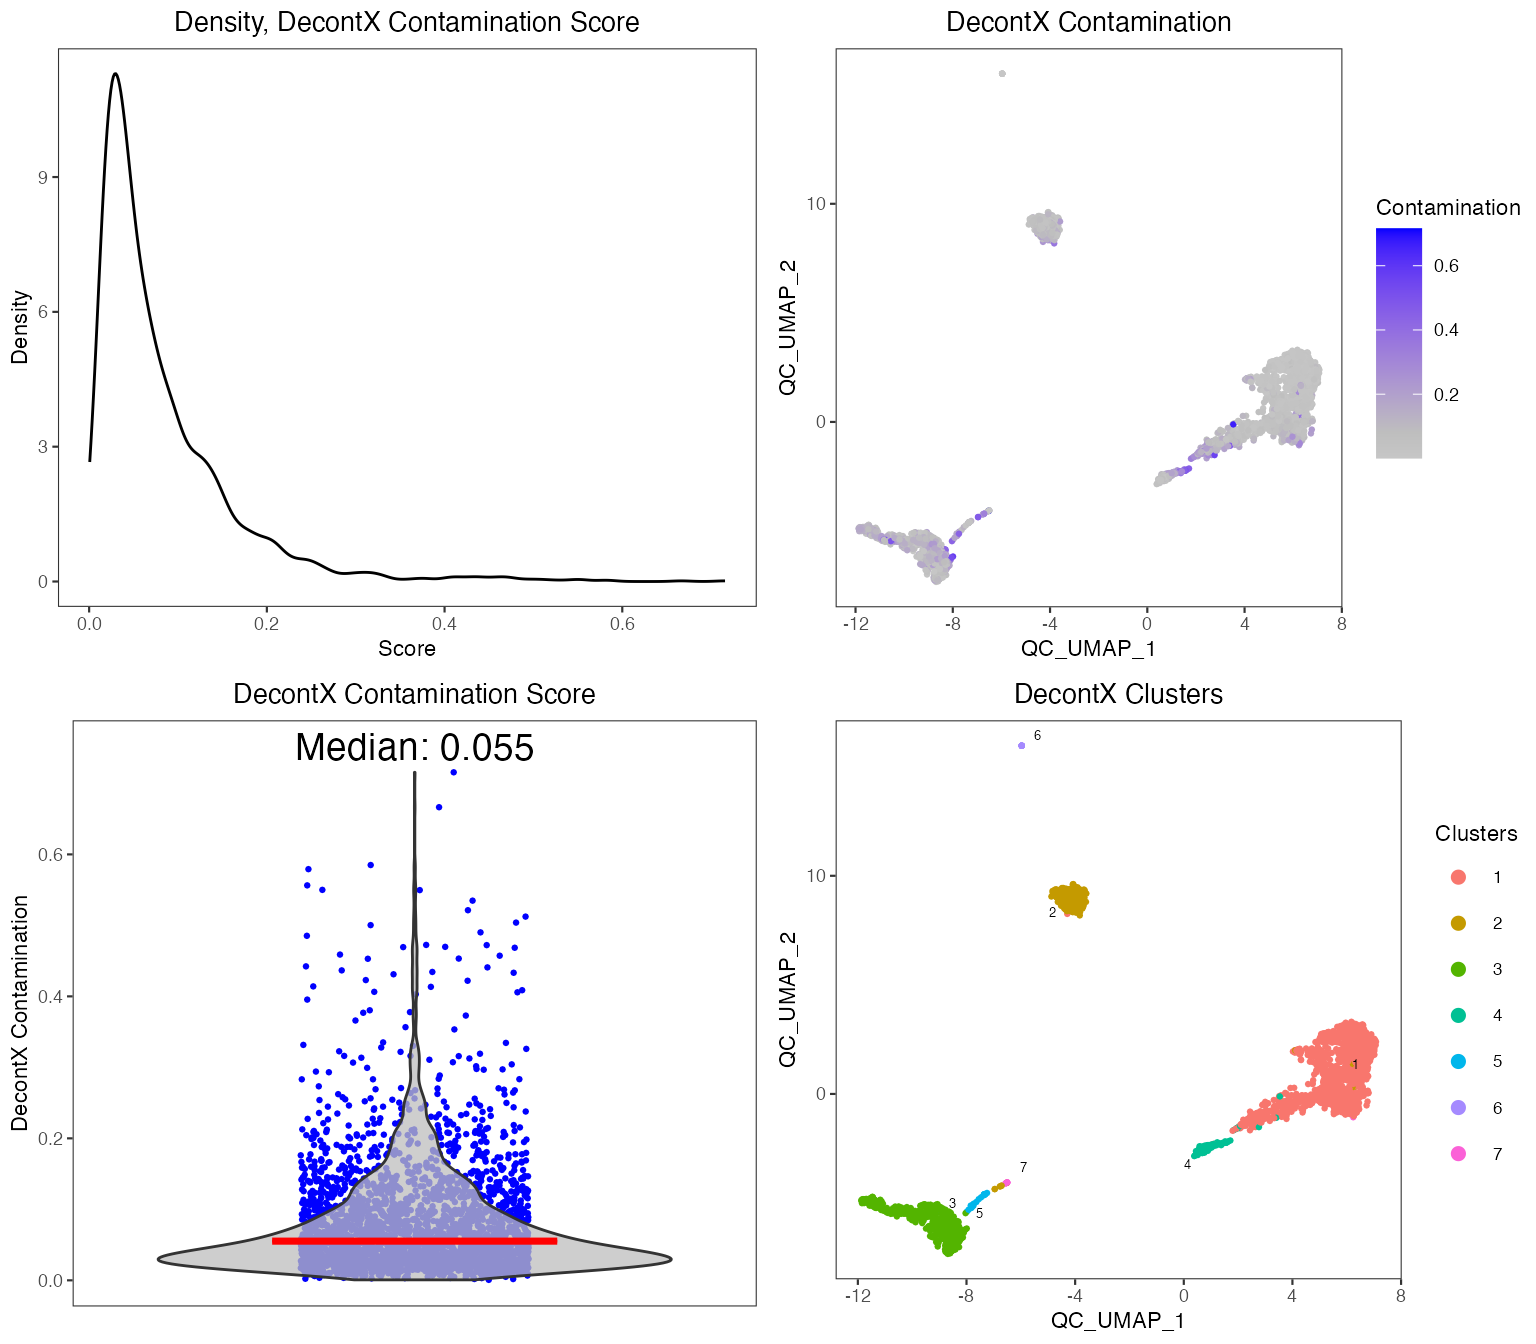 Density, DecontX Contamination Score
Density
9
6
3
0
0.0 0.2 0.4 0.6
Score
DecontX Contamination
QC_UMAP_2
10
0
-12 -8 -4 0 4 8
QC_UMAP_1
Contamination
0.6
0.4
0.2
DecontX Contamination Score
Median: 0.055
DecontX Contamination
0.6
0.4
0.2
0.0
DecontX Clusters
QC_UMAP_2
10
0
6
2
1
4
7
3
5
-12 -8 -4 0 4 8
QC_UMAP_1
Clusters
1
2
3
4
5
6
7